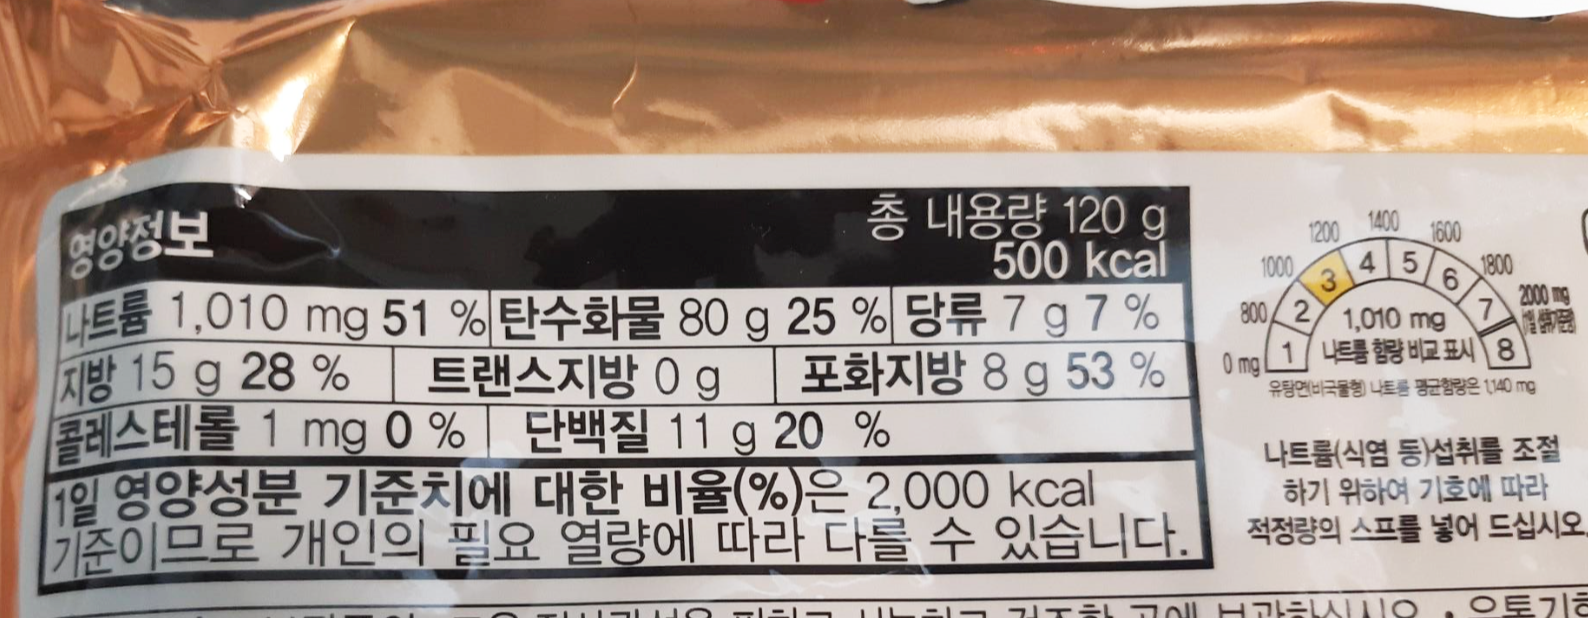 영양정보
총 내용량 120 g
500 kcal
나트륨 1,010 mg 51 % 탄수화물 80 g 25 % 당류 7 g 7 %
지방 15 g 28 % 트랜스지방 0 g 포화지방 8 g 53 %
콜레스테롤 1 mg 0 % 단백질 11 g 20 %
1일 영양성분 기준치에 대한 비율(%)은 2,000 kcal
기준이므로 개인의 필요 열량에 따라 다를 수 있습니다.
0 mg 800 1000 1200 1400 1600 1800 2000 mg
(1일 섭취기준량)
1 2 3 4 5 6 7 8
1,010 mg
나트륨 함량 비교 표시
유탕면(비국물형) 나트륨 평균함량은 1,140 mg
나트륨(식염 등)섭취를 조절
하기 위하여 기호에 따라
적정량의 스프를 넣어 드십시오.